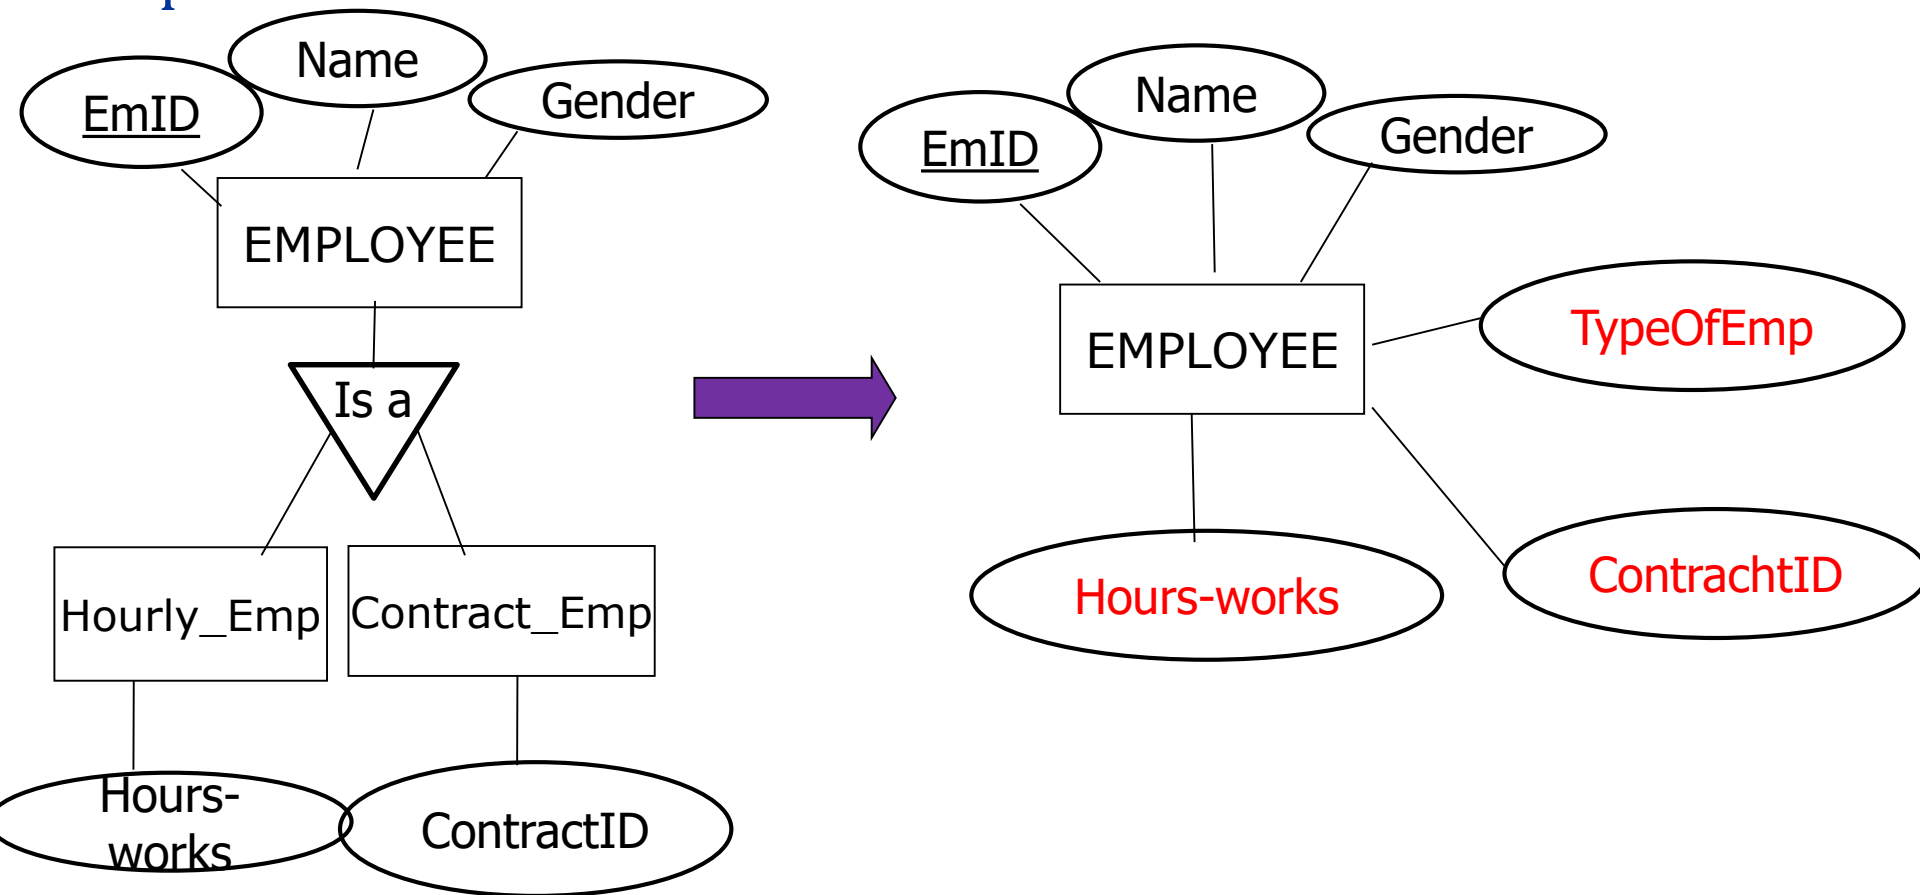 Name
EmID
Gender
EMPLOYEE
Is a
Hourly_Emp
Contract_Emp
Hours-
works
ContractID
Name
EmID
Gender
EMPLOYEE
TypeOfEmp
Hours-works
ContrachtID